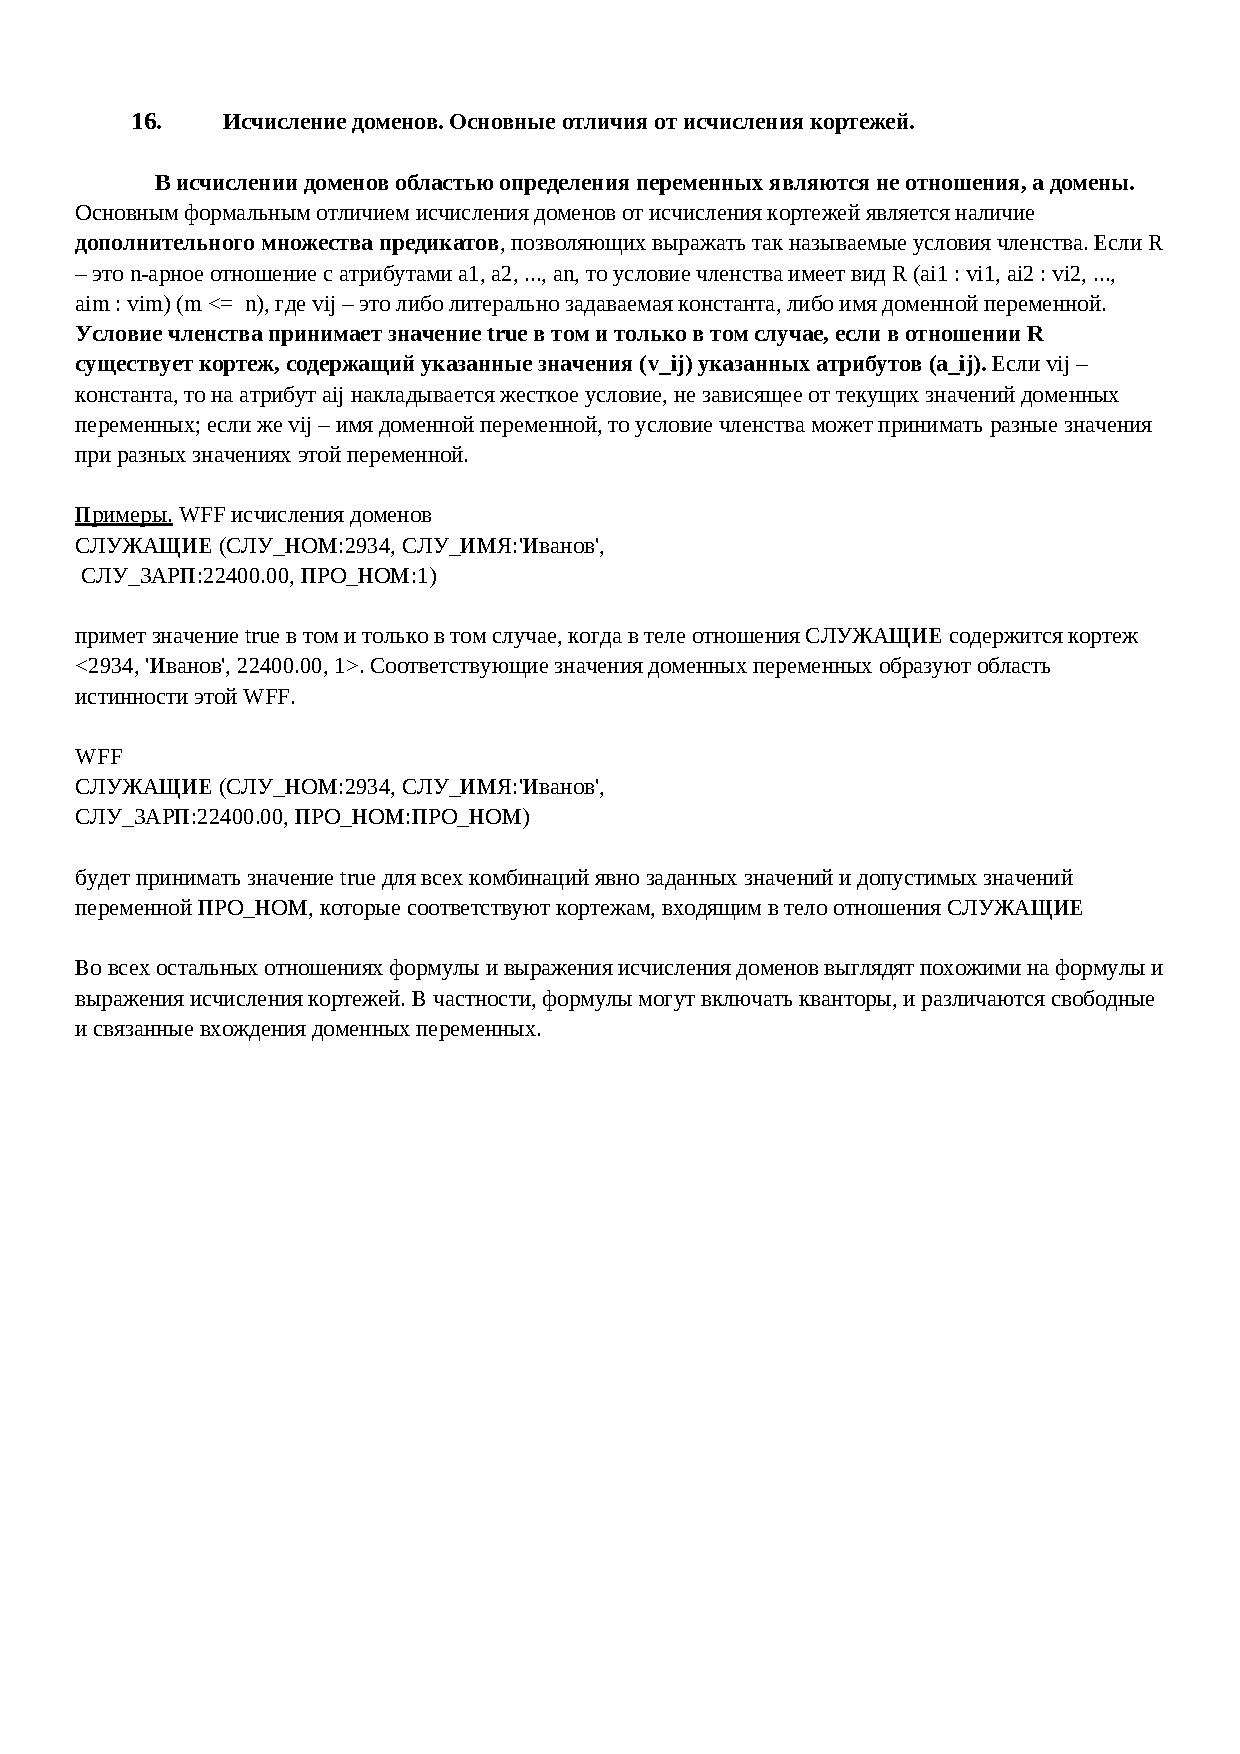 16. Исчисление доменов. Основные отличия от исчисления кортежей.
В исчислении доменов областью определения переменных являются не отношения, а домены.
Основным формальным отличием исчисления доменов от исчисления кортежей является наличие
дополнительного множества предикатов, позволяющих выражать так называемые условия членства. Если R
– это n-арное отношение с атрибутами a1, a2, ..., an, то условие членства имеет вид R (ai1 : vi1, ai2 : vi2, ...,
aim : vim) (m <=  n), где vij – это либо литерально задаваемая константа, либо имя доменной переменной.
Условие членства принимает значение true в том и только в том случае, если в отношении R
существует кортеж, содержащий указанные значения (v_ij) указанных атрибутов (a_ij). Если vij –
константа, то на атрибут aij накладывается жесткое условие, не зависящее от текущих значений доменных
переменных; если же vij – имя доменной переменной, то условие членства может принимать разные значения
при разных значениях этой переменной.
Примеры. WFF исчисления доменов
СЛУЖАЩИЕ (СЛУ_НОМ:2934, СЛУ_ИМЯ:'Иванов',
СЛУ_ЗАРП:22400.00, ПРО_НОМ:1)
примет значение true в том и только в том случае, когда в теле отношения СЛУЖАЩИЕ содержится кортеж
<2934, 'Иванов', 22400.00, 1>. Соответствующие значения доменных переменных образуют область
истинности этой WFF.
WFF
СЛУЖАЩИЕ (СЛУ_НОМ:2934, СЛУ_ИМЯ:'Иванов',
СЛУ_ЗАРП:22400.00, ПРО_НОМ:ПРО_НОМ)
будет принимать значение true для всех комбинаций явно заданных значений и допустимых значений
переменной ПРО_НОМ, которые соответствуют кортежам, входящим в тело отношения СЛУЖАЩИЕ
Во всех остальных отношениях формулы и выражения исчисления доменов выглядят похожими на формулы и
выражения исчисления кортежей. В частности, формулы могут включать кванторы, и различаются свободные
и связанные вхождения доменных переменных.